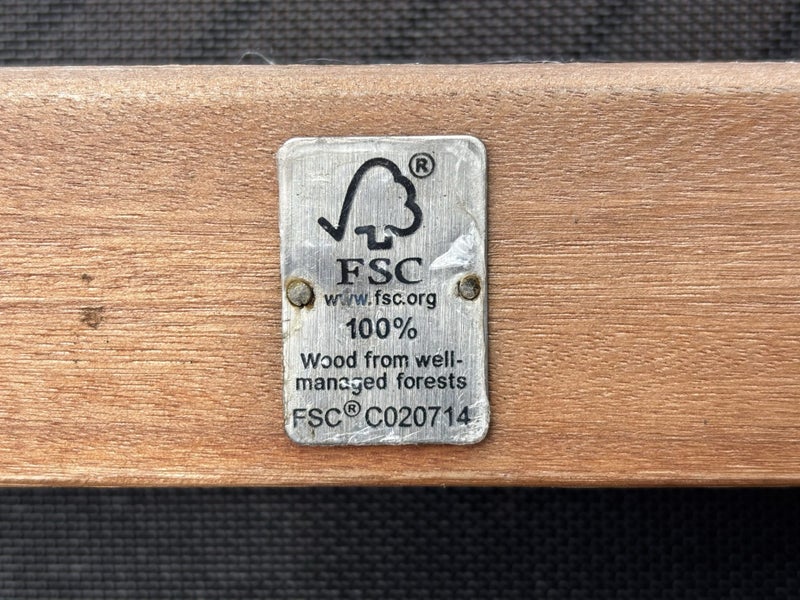 ®
FSC
www.fsc.org
100%
Wood from well-
managed forests
FSC® C020714